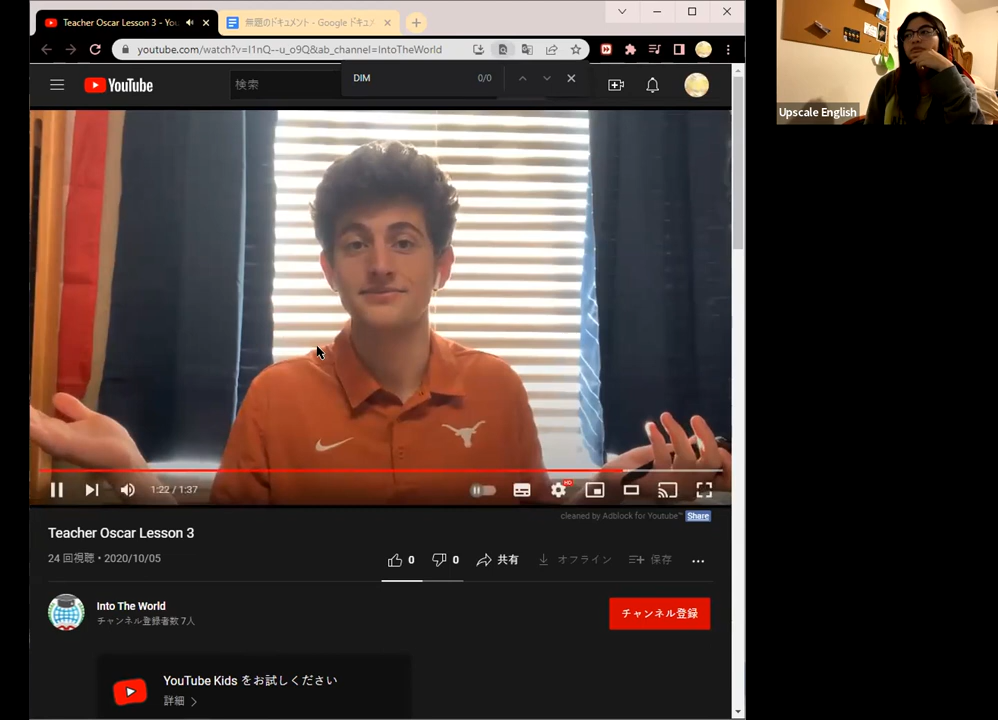 Teacher Oscar Lesson 3 - You
無題のドキュメント - Google ドキュメ
youtube.com/watch?v=I1nQ--u_o9Q&ab_channel=IntoTheWorld
YouTube
検索
DIM
0/0
Upscale English
1:22 / 1:37
HD
cleaned by Adblock for Youtube™
Share
Teacher Oscar Lesson 3
24 回視聴・2020/10/05
0
0
共有
オフライン
保存
Into The World
チャンネル登録者数 7人
チャンネル登録
YouTube Kids をお試しください
詳細